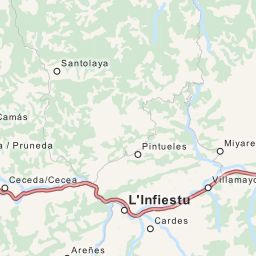 Santolaya
Camás
a / Pruneda
Pintueles
Miyare
Ceceda/Cecea
Villamayo
L'Infiestu
Cardes
Areñes